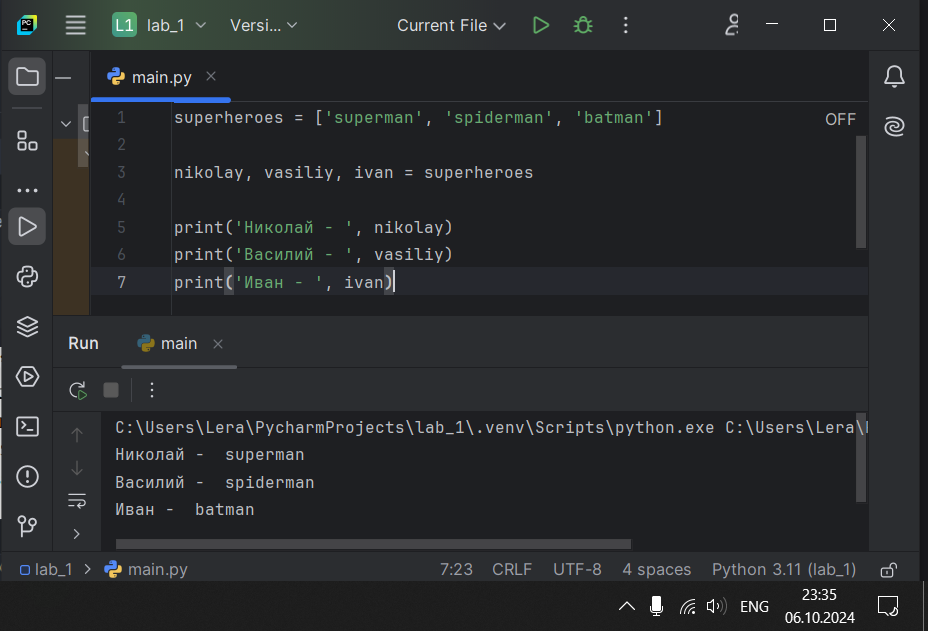 PC L1 lab_1 Versi... Current File
main.py
1 superheroes = ['superman', 'spiderman', 'batman'] OFF
2
3 nikolay, vasiliy, ivan = superheroes
4
5 print('Николай - ', nikolay)
6 print('Василий - ', vasiliy)
7 print('Иван - ', ivan)
Run main
C:\Users\Lera\PycharmProjects\lab_1\.venv\Scripts\python.exe C:\Users\Lera\
Николай -  superman
Василий -  spiderman
Иван -  batman
lab_1 > main.py 7:23 CRLF UTF-8 4 spaces Python 3.11 (lab_1)
ENG 23:35
06.10.2024